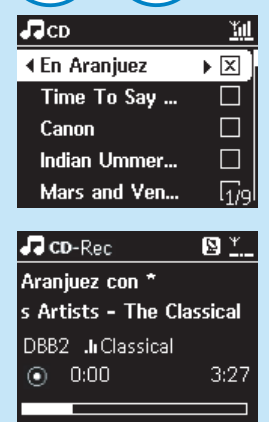 CD
En Aranjuez
Time To Say ...
Canon
Indian Ummer...
Mars and Ven...
1/9
CD-Rec
Aranjuez con *
s Artists - The Classical
DBB2 Classical
0:00 3:27